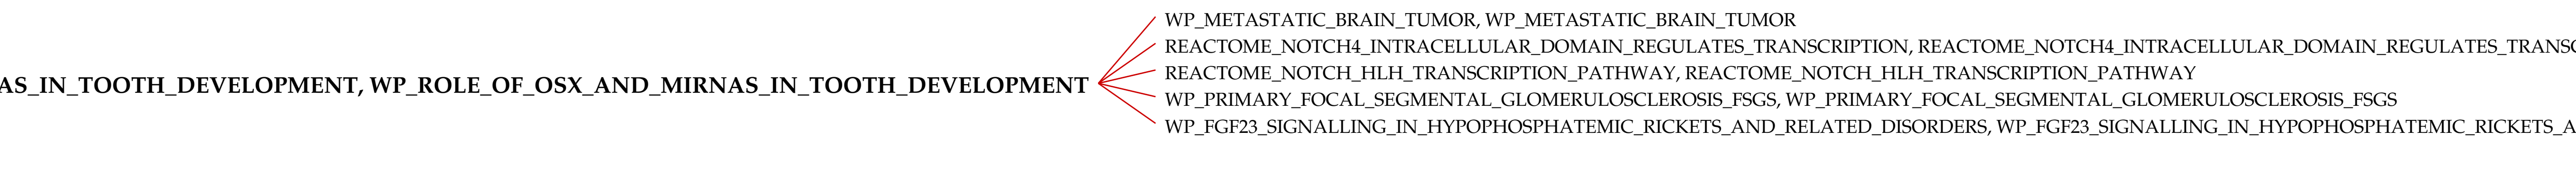 WP_METASTATIC_BRAIN_TUMOR, WP_METASTATIC_BRAIN_TUMOR
REACTOME_NOTCH4_INTRACELLULAR_DOMAIN_REGULATES_TRANSCRIPTION, REACTOME_NOTCH4_INTRACELLULAR_DOMAIN_REGULATES_TRANSC
REACTOME_NOTCH_HLH_TRANSCRIPTION_PATHWAY, REACTOME_NOTCH_HLH_TRANSCRIPTION_PATHWAY
AS_IN_TOOTH_DEVELOPMENT, WP_ROLE_OF_OSX_AND_MIRNAS_IN_TOOTH_DEVELOPMENT
WP_PRIMARY_FOCAL_SEGMENTAL_GLOMERULOSCLEROSIS_FSGS, WP_PRIMARY_FOCAL_SEGMENTAL_GLOMERULOSCLEROSIS_FSGS
WP_FGF23_SIGNALLING_IN_HYPOPHOSPHATEMIC_RICKETS_AND_RELATED_DISORDERS, WP_FGF23_SIGNALLING_IN_HYPOPHOSPHATEMIC_RICKETS_A